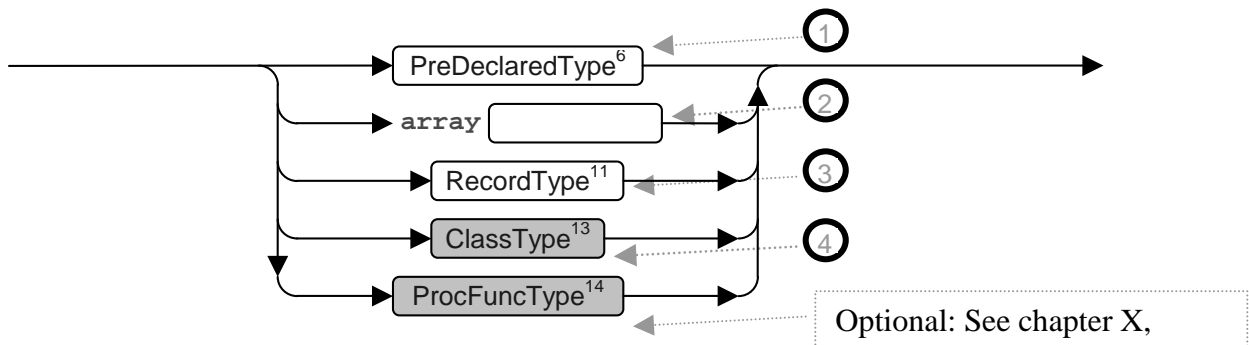 1
PreDeclaredType6
2
array
3
RecordType11
4
ClassType13
ProcFuncType14
Optional: See chapter X,